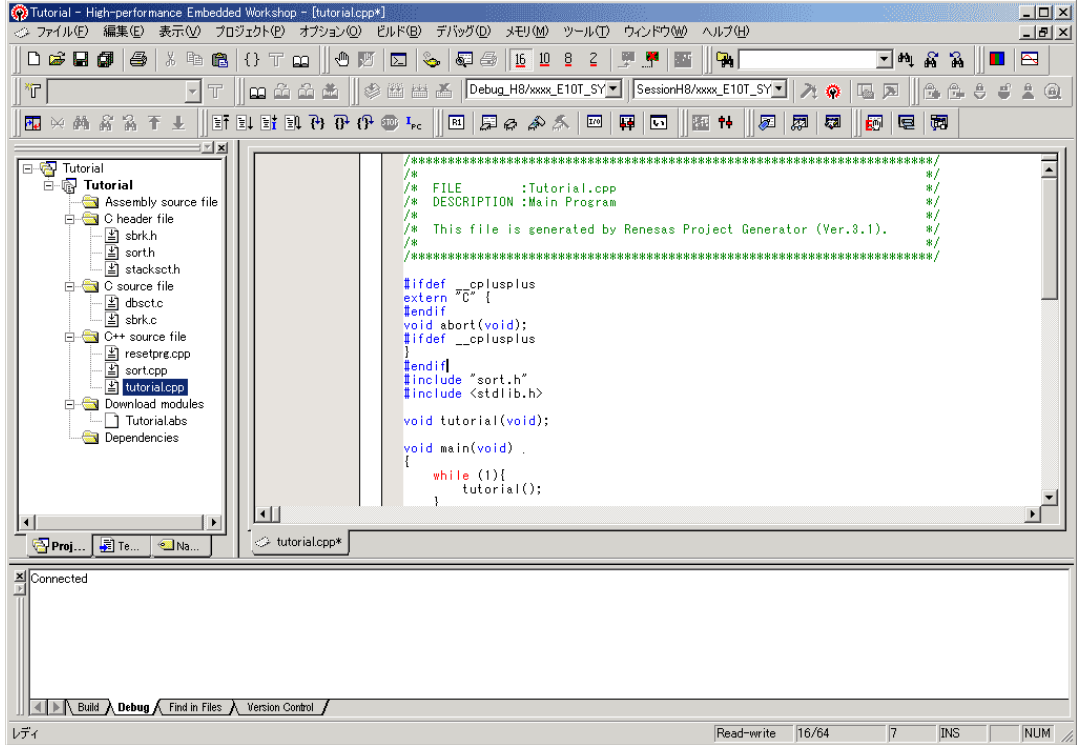 Tutorial - High-performance Embedded Workshop - [tutorial.cpp*]
ファイル(F) 編集(E) 表示(V) プロジェクト(P) オプション(O) ビルド(B) デバッグ(D) メモリ(M) ツール(T) ウィンドウ(W) ヘルプ(H)
16 10 8 2
Debug_H8/xxxx_E10T_SY SessionH8/xxxx_E10T_SY
Tutorial
Tutorial
Assembly source file
C header file
sbrk.h
sort.h
stacksct.h
C source file
dbsct.c
sbrk.c
C++ source file
resetprg.cpp
sort.cpp
tutorial.cpp
Download modules
Tutorial.abs
Dependencies
Proj... Te... Na...
/************************************************************************/
/* */
/* FILE :Tutorial.cpp */
/* DESCRIPTION :Main Program */
/* */
/* This file is generated by Renesas Project Generator (Ver.3.1). */
/* */
/************************************************************************/
#ifdef __cplusplus
extern "C" {
#endif
void abort(void);
#ifdef __cplusplus
}
#endif
#include "sort.h"
#include <stdlib.h>
void tutorial(void);
void main(void)
{
while (1){
tutorial();
}
tutorial.cpp*
Connected
Build Debug Find in Files Version Control
レディ Read-write 16/64 7 INS NUM